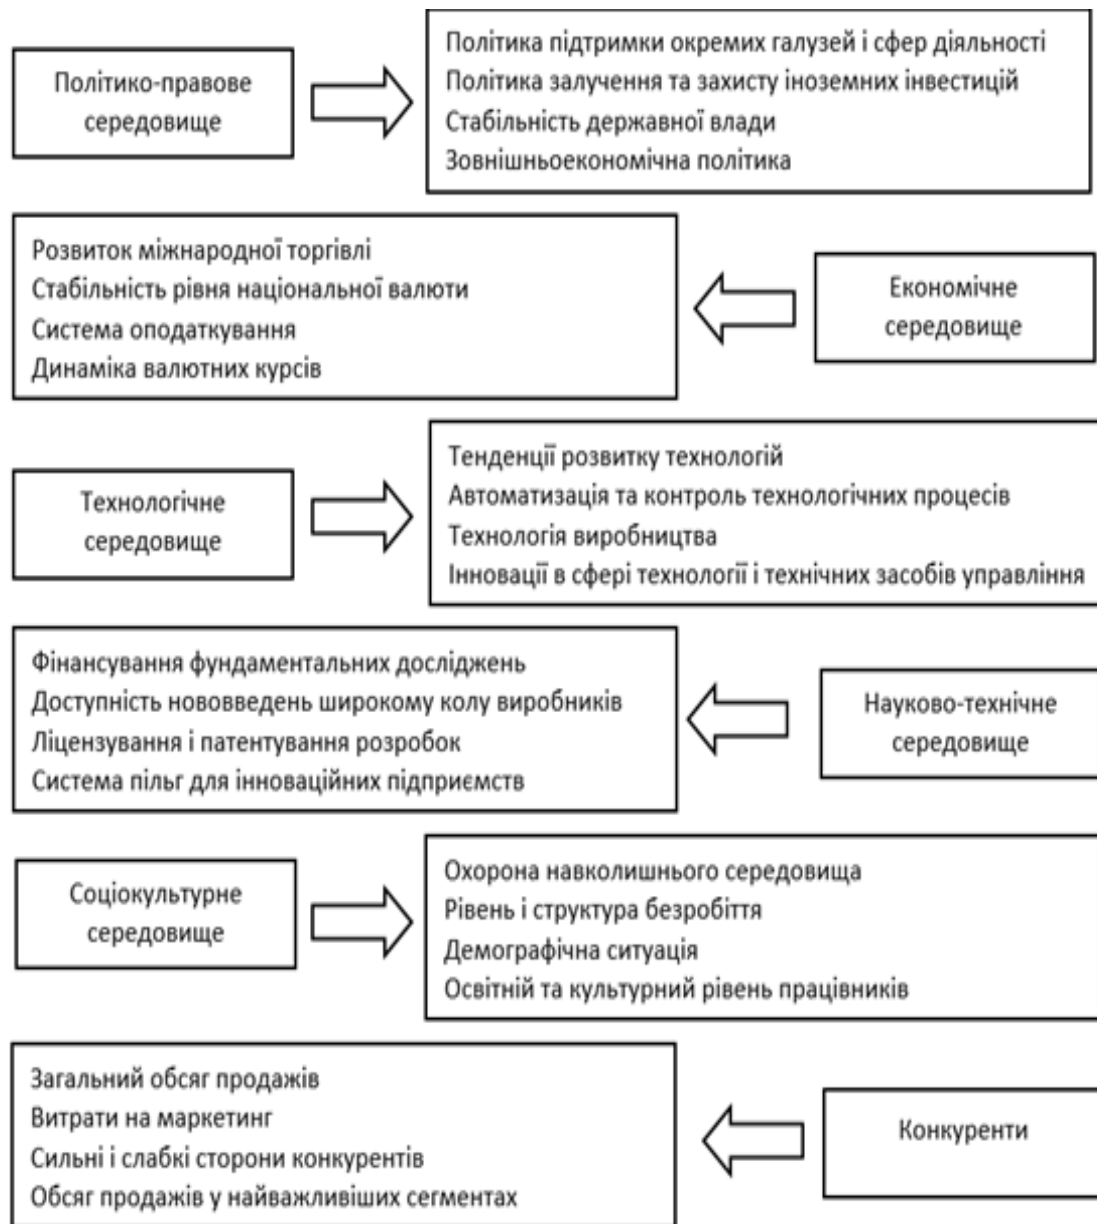 Політико-правове
середовище
Політика підтримки окремих галузей і сфер діяльності
Політика залучення та захисту іноземних інвестицій
Стабільність державної влади
Зовнішньоекономічна політика
Розвиток міжнародної торгівлі
Стабільність рівня національної валюти
Система оподаткування
Динаміка валютних курсів
Економічне
середовище
Технологічне
середовище
Тенденції розвитку технологій
Автоматизація та контроль технологічних процесів
Технологія виробництва
Інновації в сфері технології і технічних засобів управління
Фінансування фундаментальних досліджень
Доступність нововведень широкому колу виробників
Ліцензування і патентування розробок
Система пільг для інноваційних підприємств
Науково-технічне
середовище
Соціокультурне
середовище
Охорона навколишнього середовища
Рівень і структура безробіття
Демографічна ситуація
Освітній та культурний рівень працівників
Загальний обсяг продажів
Витрати на маркетинг
Сильні і слабкі сторони конкурентів
Обсяг продажів у найважливіших сегментах
Конкуренти